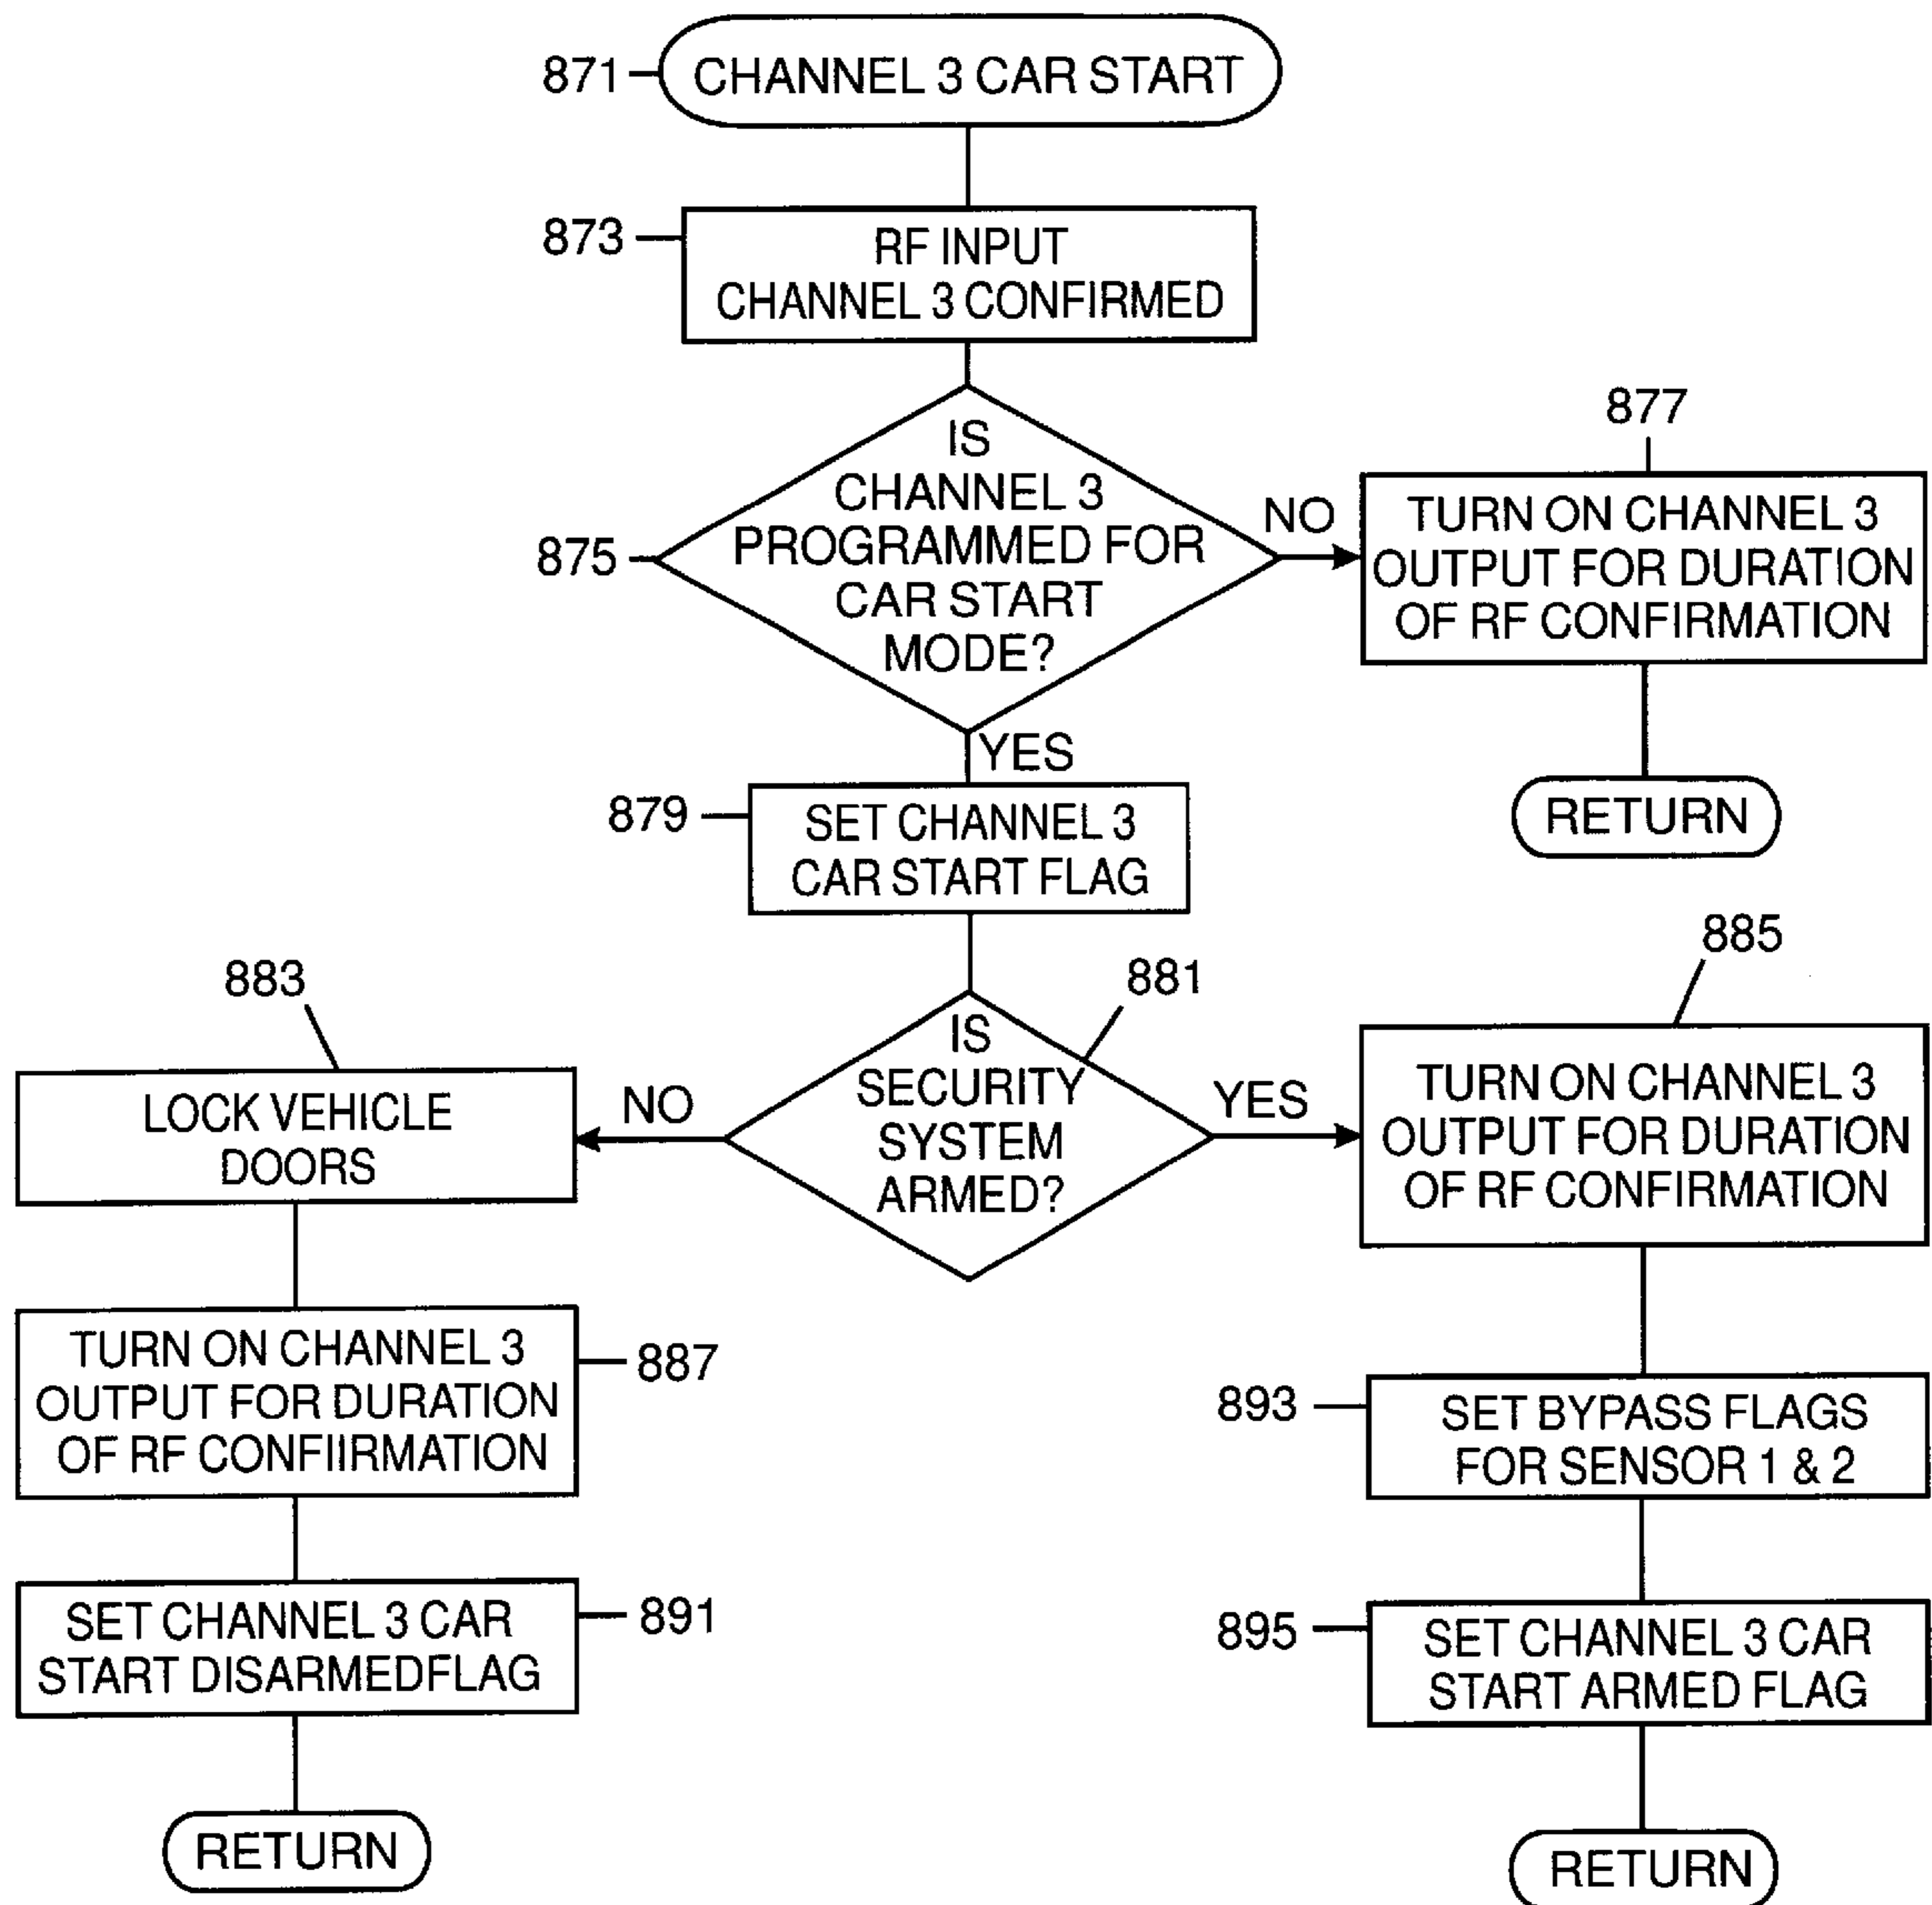 871
CHANNEL 3 CAR START
873
RF INPUT
CHANNEL 3 CONFIRMED
875
IS
CHANNEL 3
PROGRAMMED FOR
CAR START
MODE?
NO
877
TURN ON CHANNEL 3
OUTPUT FOR DURATION
OF RF CONFIRMATION
RETURN
YES
879
SET CHANNEL 3
CAR START FLAG
881
IS
SECURITY
SYSTEM
ARMED?
NO
883
LOCK VEHICLE
DOORS
887
TURN ON CHANNEL 3
OUTPUT FOR DURATION
OF RF CONFIIRMATION
891
SET CHANNEL 3 CAR
START DISARMEDFLAG
RETURN
YES
885
TURN ON CHANNEL 3
OUTPUT FOR DURATION
OF RF CONFIRMATION
893
SET BYPASS FLAGS
FOR SENSOR 1 & 2
895
SET CHANNEL 3 CAR
START ARMED FLAG
RETURN